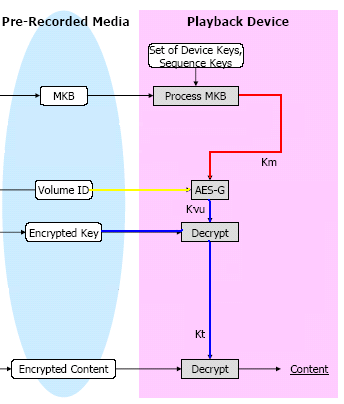 Pre-Recorded Media
Playback Device
Set of Device Keys,
Sequence Keys
MKB
Process MKB
Km
Volume ID
AES-G
Kvu
Encrypted Key
Decrypt
Kt
Encrypted Content
Decrypt
Content